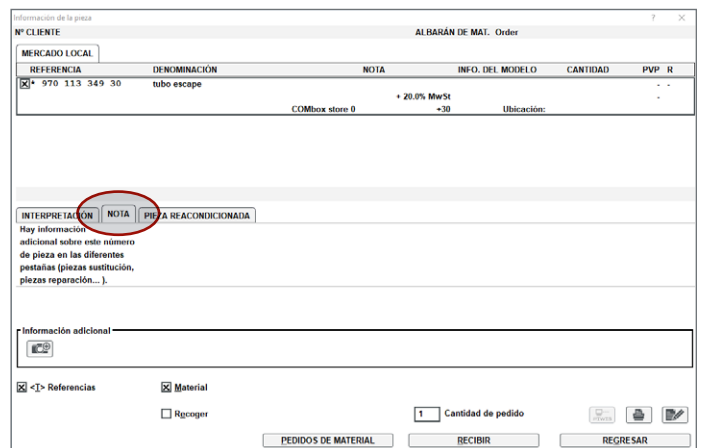 Información de la pieza ? ×
Nº CLIENTE ALBARÁN DE MAT. Order
MERCADO LOCAL
REFERENCIA DENOMINACIÓN NOTA INFO. DEL MODELO CANTIDAD PVP R
* 970 113 349 30 tubo escape - -
+ 20.0% MwSt -
COMbox store 0 +30 Ubicación:
INTERPRETACIÓN NOTA PIEZA REACONDICIONADA
Hay información
adicional sobre este número
de pieza en las diferentes
pestañas (piezas sustitución,
piezas reparación... ).
Información adicional
<T> Referencias Material
Recoger 1 Cantidad de pedido
PEDIDOS DE MATERIAL RECIBIR REGRESAR